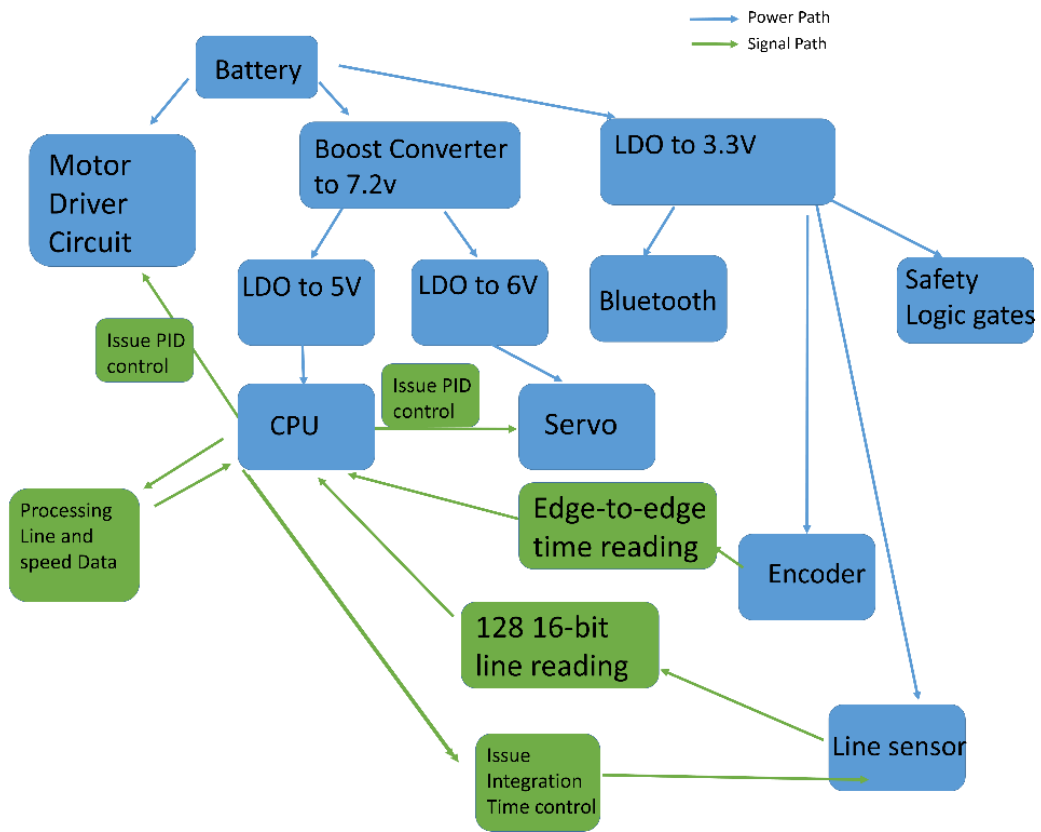 Power Path
Signal Path
Battery
Motor
Driver
Circuit
Boost Converter
to 7.2v
LDO to 3.3V
LDO to 5V
LDO to 6V
Bluetooth
Safety
Logic gates
Issue PID
control
CPU
Issue PID
control
Servo
Processing
Line and
speed Data
Edge-to-edge
time reading
Encoder
128 16-bit
line reading
Line sensor
Issue
Integration
Time control